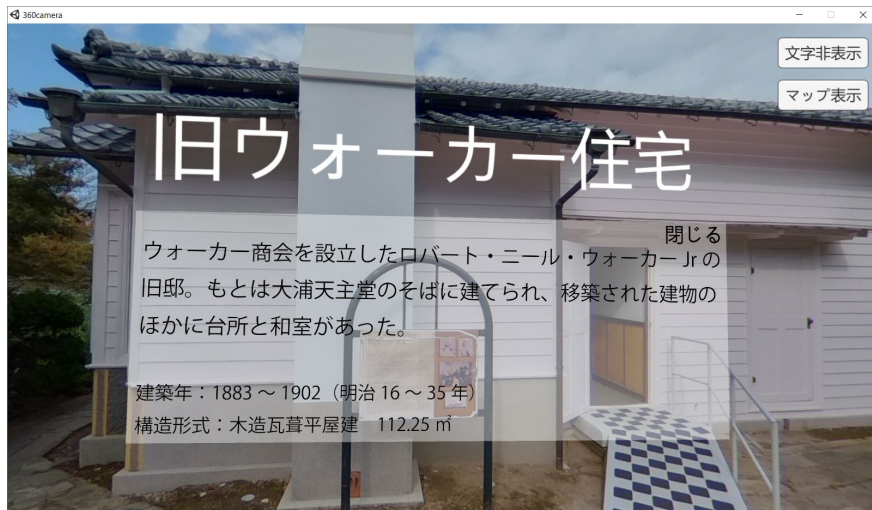 360camera
文字非表示
マップ表示
旧ウォーカー住宅
閉じる
ウォーカー商会を設立したロバート・ニール・ウォーカー Jr の
旧邸。もとは大浦天主堂のそばに建てられ、移築された建物の
ほかに台所と和室があった。
建築年：1883 ～ 1902（明治 16 ～ 35 年）
構造形式：木造瓦葺平屋建　112.25 ㎡